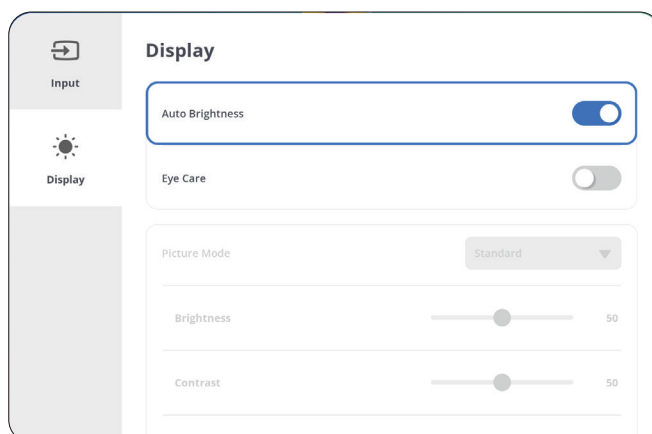 Input
Display
Display
Auto Brightness
Eye Care
Picture Mode Standard
Brightness 50
Contrast 50